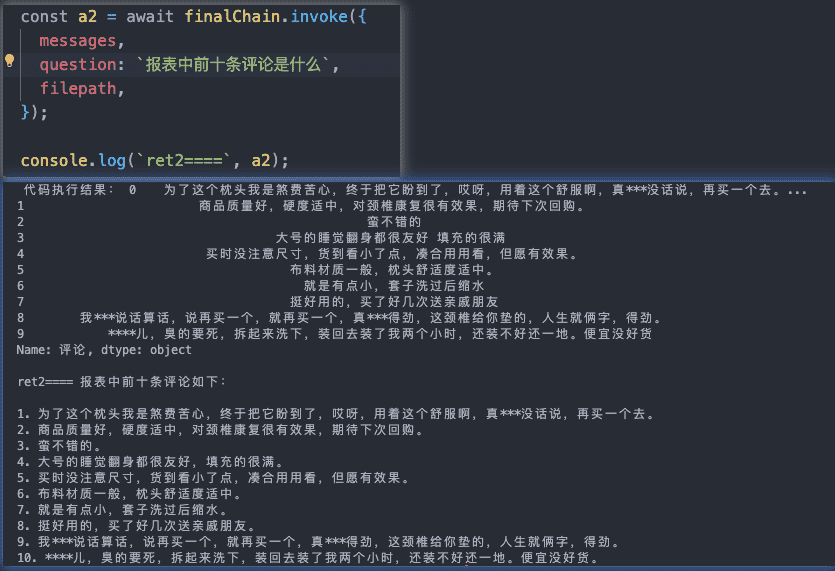 const a2 = await finalChain.invoke({
messages,
question: `报表中前十条评论是什么`,
filepath,
});
console.log(`ret2====`, a2);
代码执行结果: 0 为了这个枕头我是煞费苦心，终于把它盼到了，哎呀，用着这个舒服啊，真***没话说，再买一个去。...
1 商品质量好，硬度适中，对颈椎康复很有效果，期待下次回购。
2 蛮不错的
3 大号的睡觉翻身都很友好 填充的很满
4 买时没注意尺寸，货到看小了点，凑合用用看，但愿有效果。
5 布料材质一般，枕头舒适度适中。
6 就是有点小，套子洗过后缩水
7 挺好用的，买了好几次送亲戚朋友
8 我***说话算话，说再买一个，就再买一个，真***得劲，这颈椎给你垫的，人生就俩字，得劲。
9 ****儿，臭的要死，拆起来洗下，装回去装了我两个小时，还装不好还一地。便宜没好货
Name: 评论, dtype: object
ret2==== 报表中前十条评论如下：
1. 为了这个枕头我是煞费苦心，终于把它盼到了，哎呀，用着这个舒服啊，真***没话说，再买一个去。
2. 商品质量好，硬度适中，对颈椎康复很有效果，期待下次回购。
3. 蛮不错的。
4. 大号的睡觉翻身都很友好，填充的很满。
5. 买时没注意尺寸，货到看小了点，凑合用用看，但愿有效果。
6. 布料材质一般，枕头舒适度适中。
7. 就是有点小，套子洗过后缩水。
8. 挺好用的，买了好几次送亲戚朋友。
9. 我***说话算话，说再买一个，就再买一个，真***得劲，这颈椎给你垫的，人生就俩字，得劲。
10. ****儿，臭的要死，拆起来洗下，装回去装了我两个小时，还装不好还一地。便宜没好货。